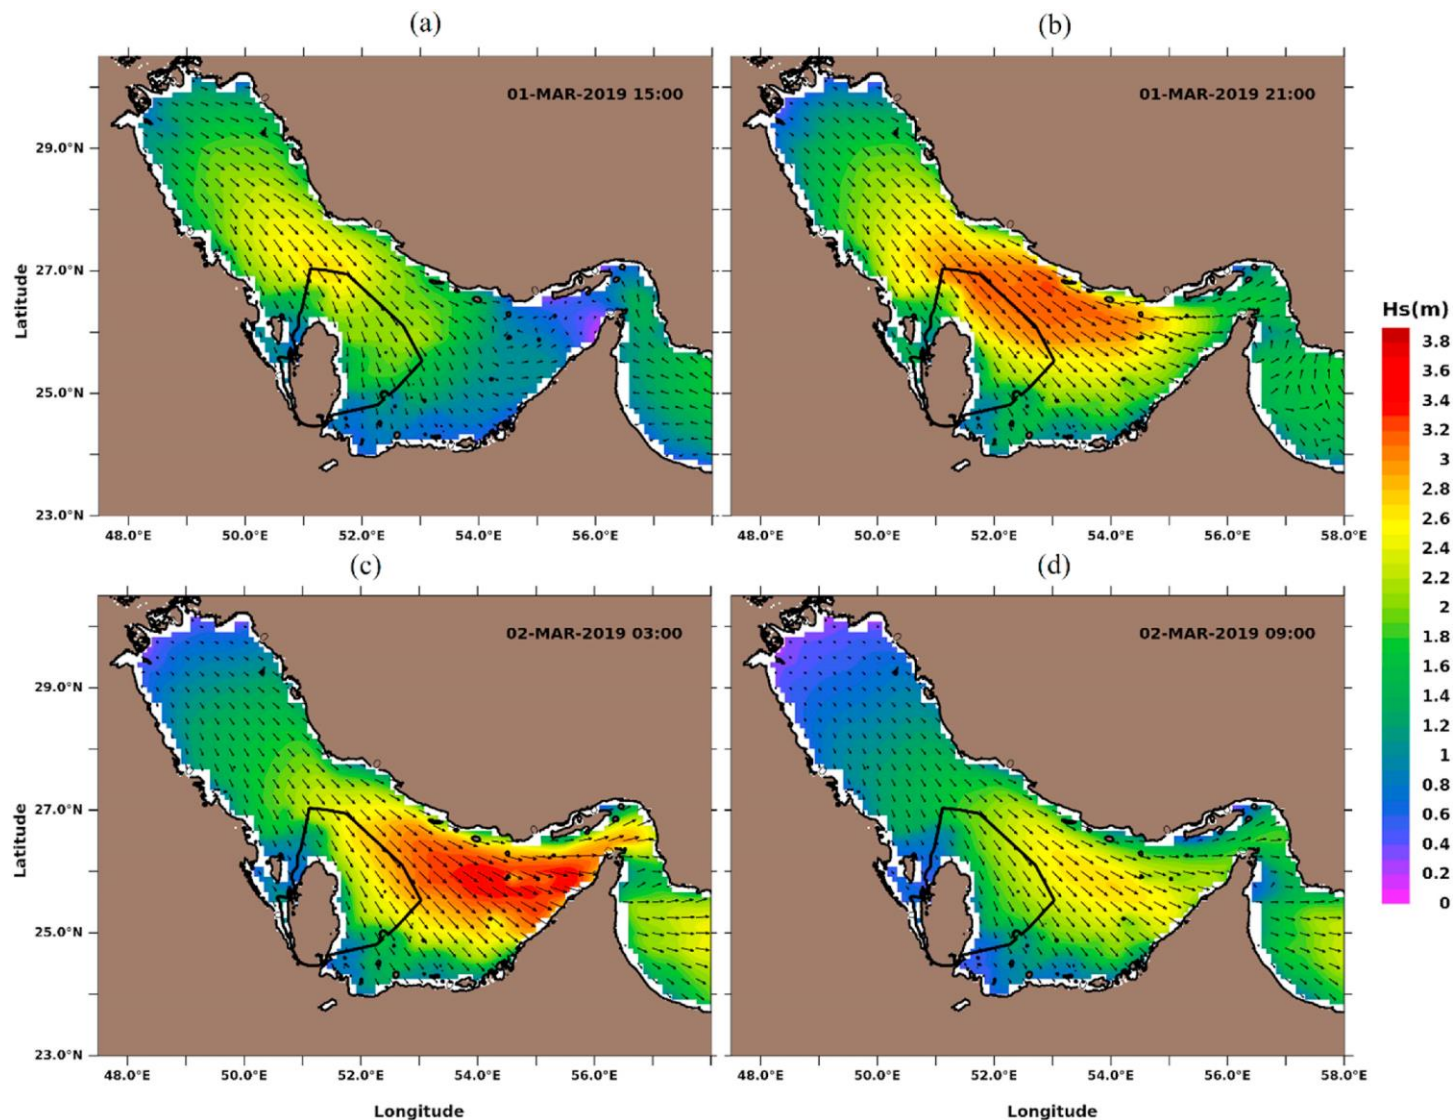 (a)
(b)
01-MAR-2019 15:00
01-MAR-2019 21:00
29.0°N
27.0°N
25.0°N
23.0°N
Latitude
48.0°E 50.0°E 52.0°E 54.0°E 56.0°E
48.0°E 50.0°E 52.0°E 54.0°E 56.0°E 58.0°E
Hs(m)
3.8
3.6
3.4
3.2
3
2.8
2.6
2.4
2.2
2
1.8
1.6
1.4
1.2
1
0.8
0.6
0.4
0.2
0
(c)
(d)
02-MAR-2019 03:00
02-MAR-2019 09:00
29.0°N
27.0°N
25.0°N
23.0°N
Latitude
48.0°E 50.0°E 52.0°E 54.0°E 56.0°E
48.0°E 50.0°E 52.0°E 54.0°E 56.0°E 58.0°E
Longitude
Longitude